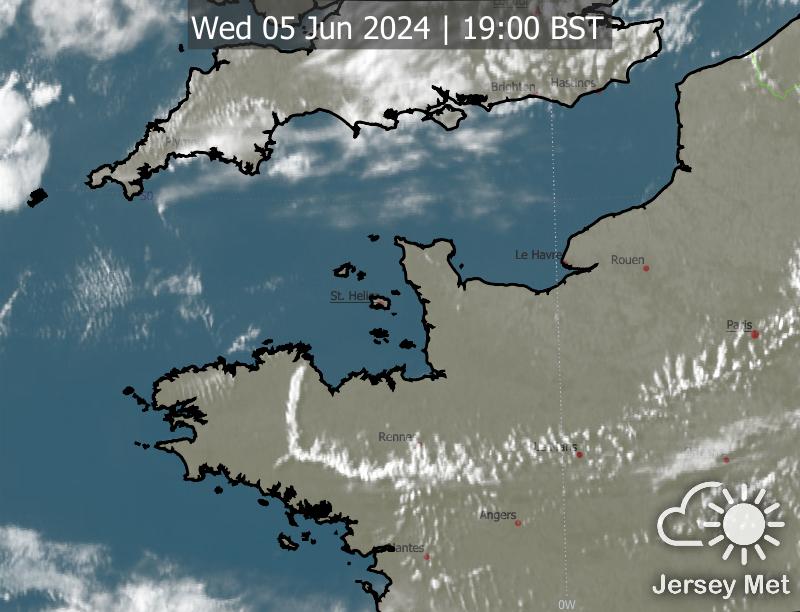 Wed 05 Jun 2024 | 19:00 BST
Brighton
Hastings
50
Le Havre
Rouen
St. Helier
Paris
Rennes
Le Mans
Angers
Nantes
0W
Jersey Met